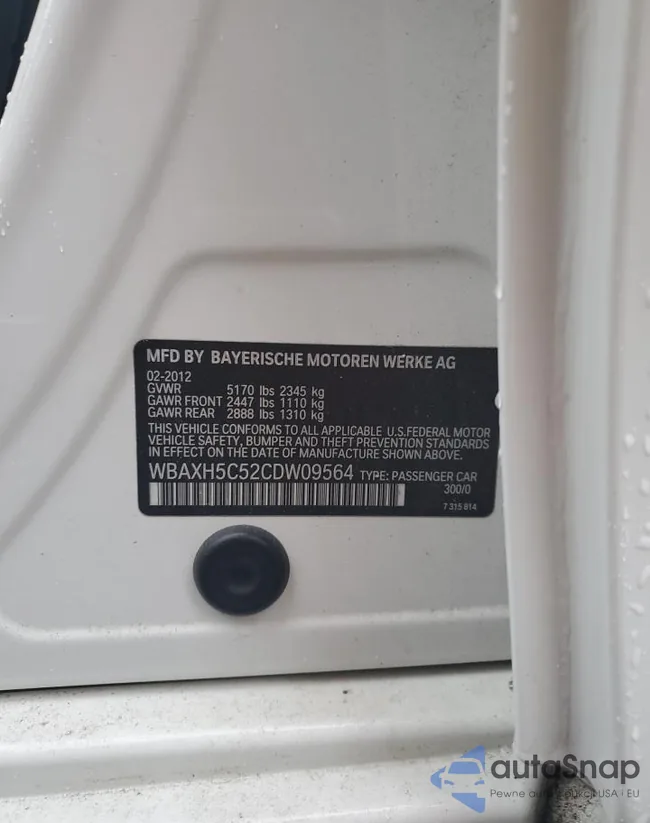 MFD BY BAYERISCHE MOTOREN WERKE AG
02-2012
GVWR 5170 lbs 2345 kg
GAWR FRONT 2447 lbs 1110 kg
GAWR REAR 2888 lbs 1310 kg
THIS VEHICLE CONFORMS TO ALL APPLICABLE U.S.FEDERAL MOTOR
VEHICLE SAFETY, BUMPER AND THEFT PREVENTION STANDARDS
IN EFFECT ON THE DATE OF MANUFACTURE SHOWN ABOVE.
WBAXH5C52CDW09564 TYPE: PASSENGER CAR
300/0
7 315 814
autoSnap
USA i EU